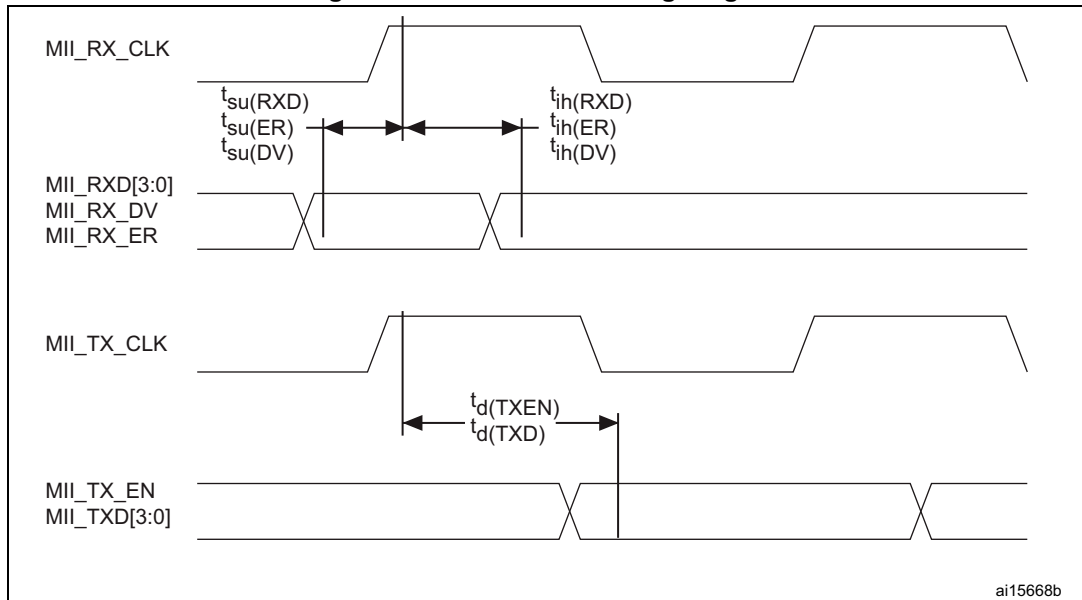 MII_RX_CLK
tsu(RXD)
tsu(ER)
tsu(DV)
tih(RXD)
tih(ER)
tih(DV)
MII_RXD[3:0]
MII_RX_DV
MII_RX_ER
MII_TX_CLK
td(TXEN)
td(TXD)
MII_TX_EN
MII_TXD[3:0]
ai15668b